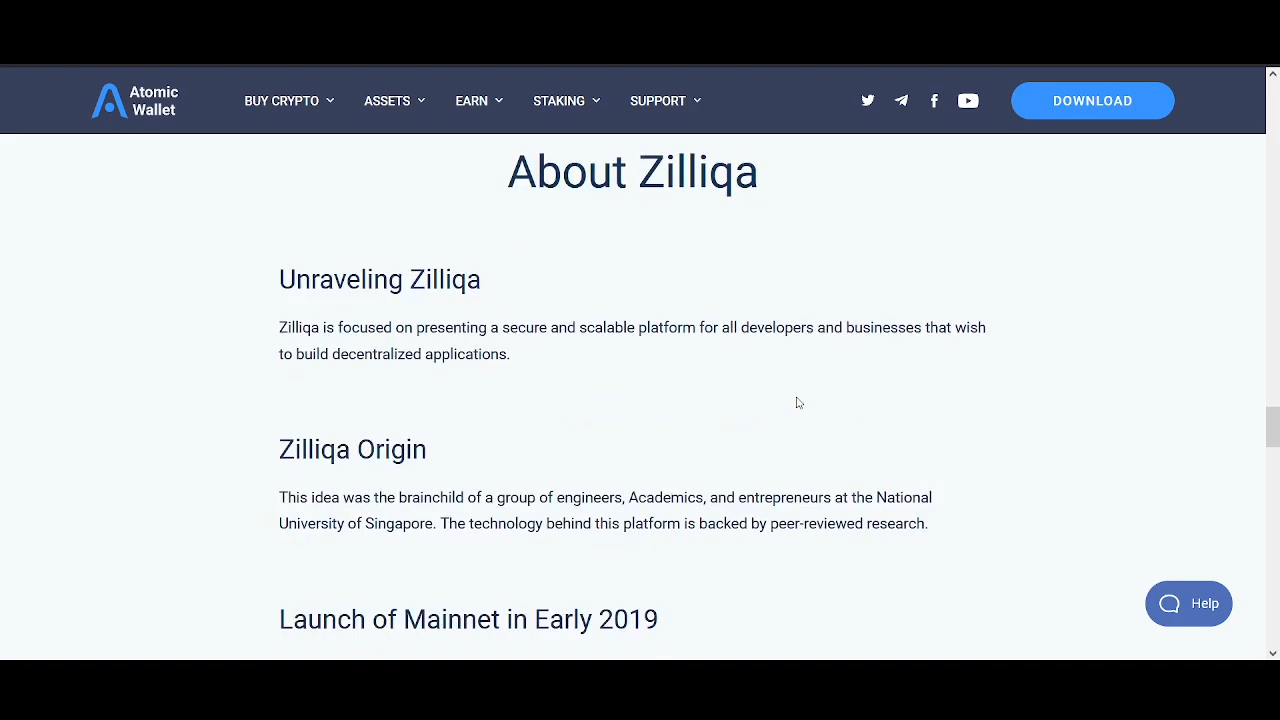 Atomic
Wallet
BUY CRYPTO
ASSETS
EARN
STAKING
SUPPORT
DOWNLOAD
About Zilliqa
Unraveling Zilliqa
Zilliqa is focused on presenting a secure and scalable platform for all developers and businesses that wish
to build decentralized applications.
Zilliqa Origin
This idea was the brainchild of a group of engineers, Academics, and entrepreneurs at the National
University of Singapore. The technology behind this platform is backed by peer-reviewed research.
Help
Launch of Mainnet in Early 2019